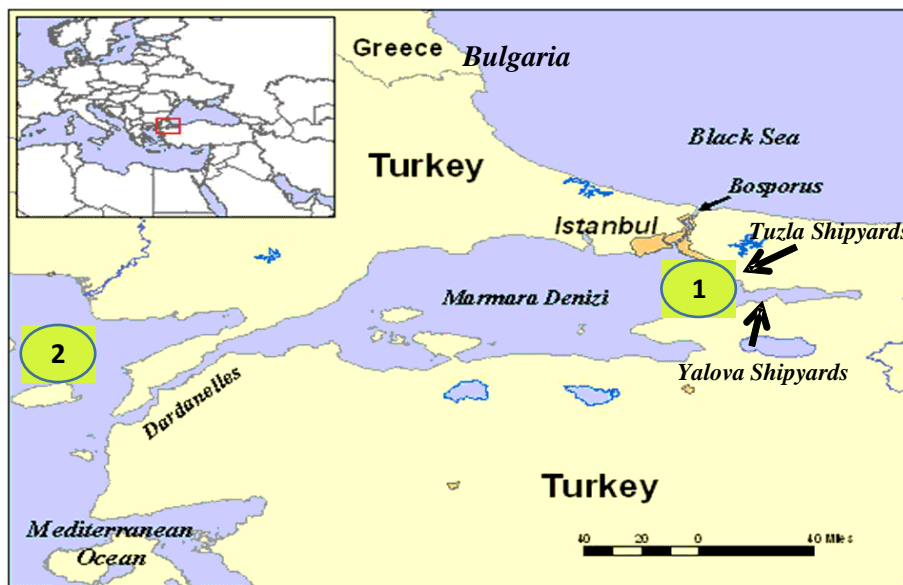 Greece
Bulgaria
Black Sea
Turkey
Bosporus
Istanbul
Tuzla Shipyards
1
Marmara Denizi
2
Yalova Shipyards
Dardanelles
Turkey
Mediterranean
Ocean
40 20 0 40 Miles